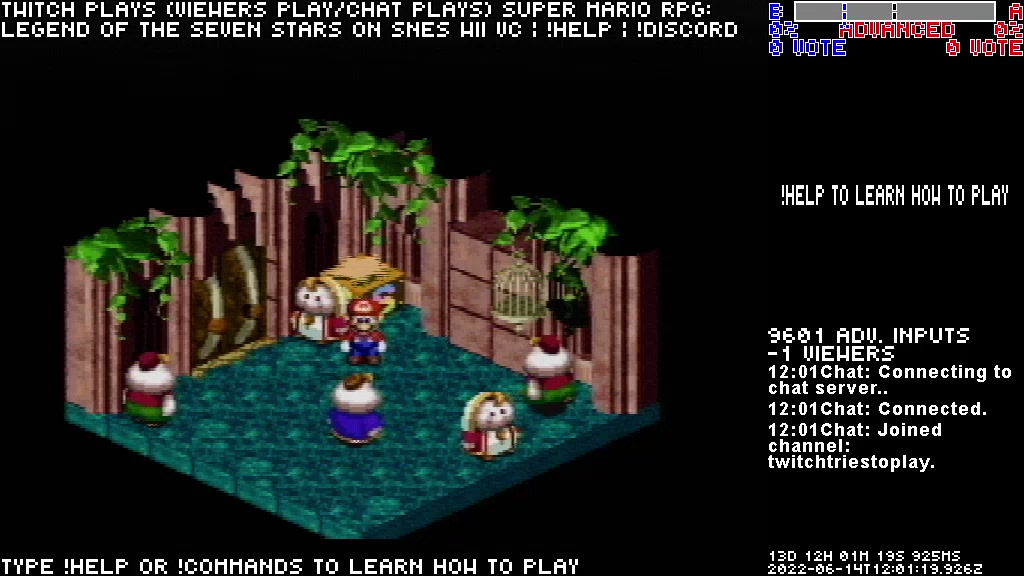 TWITCH PLAYS (VIEWERS PLAY/CHAT PLAYS) SUPER MARIO RPG:
LEGEND OF THE SEVEN STARS ON SNES WII VC ¦ !HELP ¦ !DISCORD
B A
0% ADVANCED 0%
0 VOTE 0 VOTE
!HELP TO LEARN HOW TO PLAY
9601 ADV. INPUTS
-1 VIEWERS
12:01Chat: Connecting to
chat server..
12:01Chat: Connected.
12:01Chat: Joined
channel:
twitchtriestoplay.
TYPE !HELP OR !COMMANDS TO LEARN HOW TO PLAY
13D 12H 01M 19S 925MS
2022-06-14T12:01:19.926Z